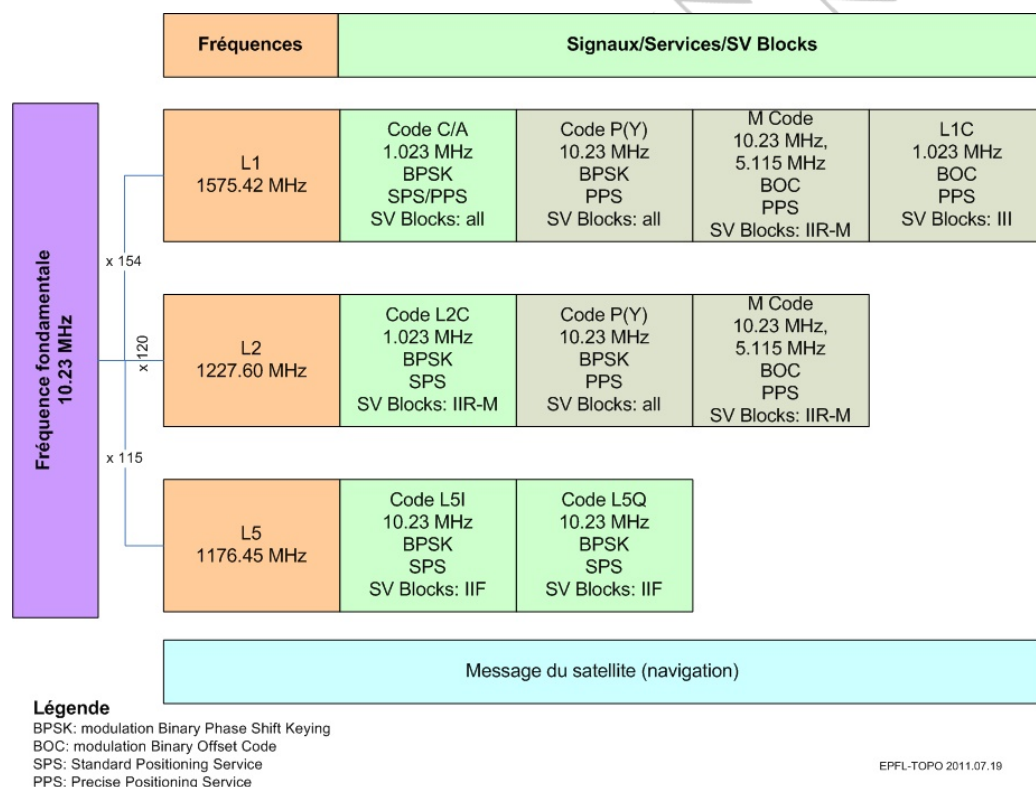 Fréquences
Signaux/Services/SV Blocks
Fréquence fondamentale
10.23 MHz
x 154
x 120
x 115
L1
1575.42 MHz
Code C/A
1.023 MHz
BPSK
SPS/PPS
SV Blocks: all
Code P(Y)
10.23 MHz
BPSK
PPS
SV Blocks: all
M Code
10.23 MHz,
5.115 MHz
BOC
PPS
SV Blocks: IIR-M
L1C
1.023 MHz
BOC
PPS
SV Blocks: III
L2
1227.60 MHz
Code L2C
1.023 MHz
BPSK
SPS
SV Blocks: IIR-M
Code P(Y)
10.23 MHz
BPSK
PPS
SV Blocks: all
M Code
10.23 MHz,
5.115 MHz
BOC
PPS
SV Blocks: IIR-M
L5
1176.45 MHz
Code L5I
10.23 MHz
BPSK
SPS
SV Blocks: IIF
Code L5Q
10.23 MHz
BPSK
SPS
SV Blocks: IIF
Message du satellite (navigation)
Légende
BPSK: modulation Binary Phase Shift Keying
BOC: modulation Binary Offset Code
SPS: Standard Positioning Service
PPS: Precise Positioning Service
EPFL-TOPO 2011.07.19